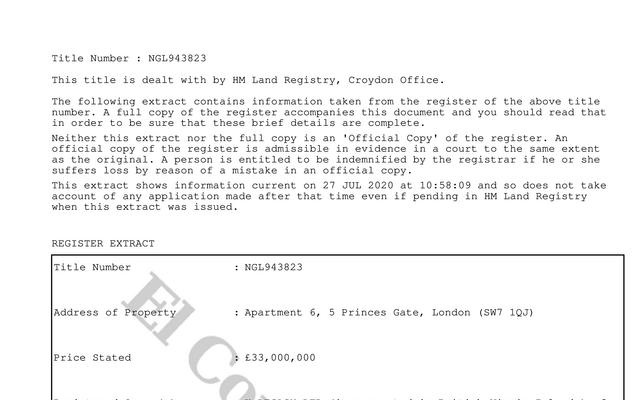 Title Number : NGL943823
This title is dealt with by HM Land Registry, Croydon Office.
The following extract contains information taken from the register of the above title
number. A full copy of the register accompanies this document and you should read that
in order to be sure that these brief details are complete.
Neither this extract nor the full copy is an 'Official Copy' of the register. An
official copy of the register is admissible in evidence in a court to the same extent
as the original. A person is entitled to be indemnified by the registrar if he or she
suffers loss by reason of a mistake in an official copy.
This extract shows information current on 27 JUL 2020 at 10:58:09 and so does not take
account of any application made after that time even if pending in HM Land Registry
when this extract was issued.
REGISTER EXTRACT
Title Number : NGL943823
Address of Property : Apartment 6, 5 Princes Gate, London (SW7 1QJ)
Price Stated : £33,000,000
El Co